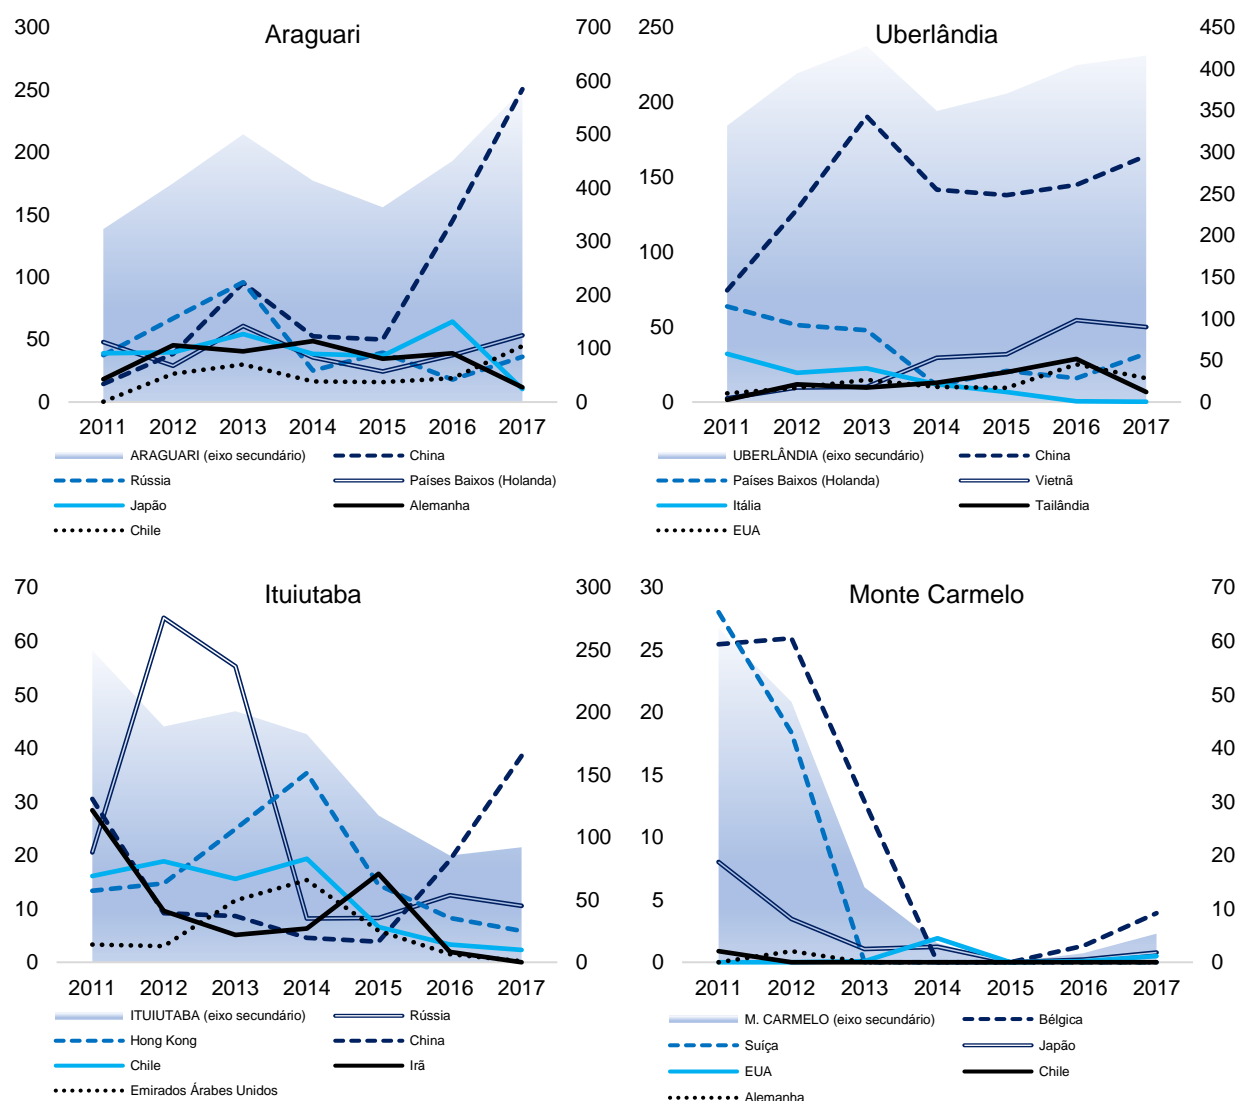 Araguari
300
250
200
150
100
50
0
700
600
500
400
300
200
100
0
2011 2012 2013 2014 2015 2016 2017
ARAGUARI (eixo secundário) China
Rússia Países Baixos (Holanda)
Japão Alemanha
Chile
Uberlândia
250
200
150
100
50
0
450
400
350
300
250
200
150
100
50
0
2011 2012 2013 2014 2015 2016 2017
UBERLÂNDIA (eixo secundário) China
Países Baixos (Holanda) Vietnã
Itália Tailândia
EUA
Ituiutaba
70
60
50
40
30
20
10
0
300
250
200
150
100
50
0
2011 2012 2013 2014 2015 2016 2017
ITUIUTABA (eixo secundário) Rússia
Hong Kong China
Chile Irã
Emirados Árabes Unidos
Monte Carmelo
30
25
20
15
10
5
0
70
60
50
40
30
20
10
0
2011 2012 2013 2014 2015 2016 2017
M. CARMELO (eixo secundário) Bélgica
Suíça Japão
EUA Chile
Alemanha